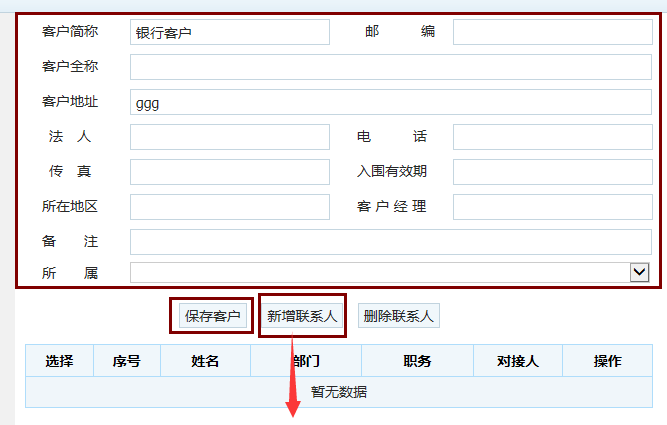 客户简称 银行客户 邮 编
客户全称
客户地址 ggg
法 人 电 话
传 真 入围有效期
所在地区 客 户 经 理
备 注
所 属
保存客户 新增联系人 删除联系人
选择 序号 姓名 部门 职务 对接人 操作
暂无数据